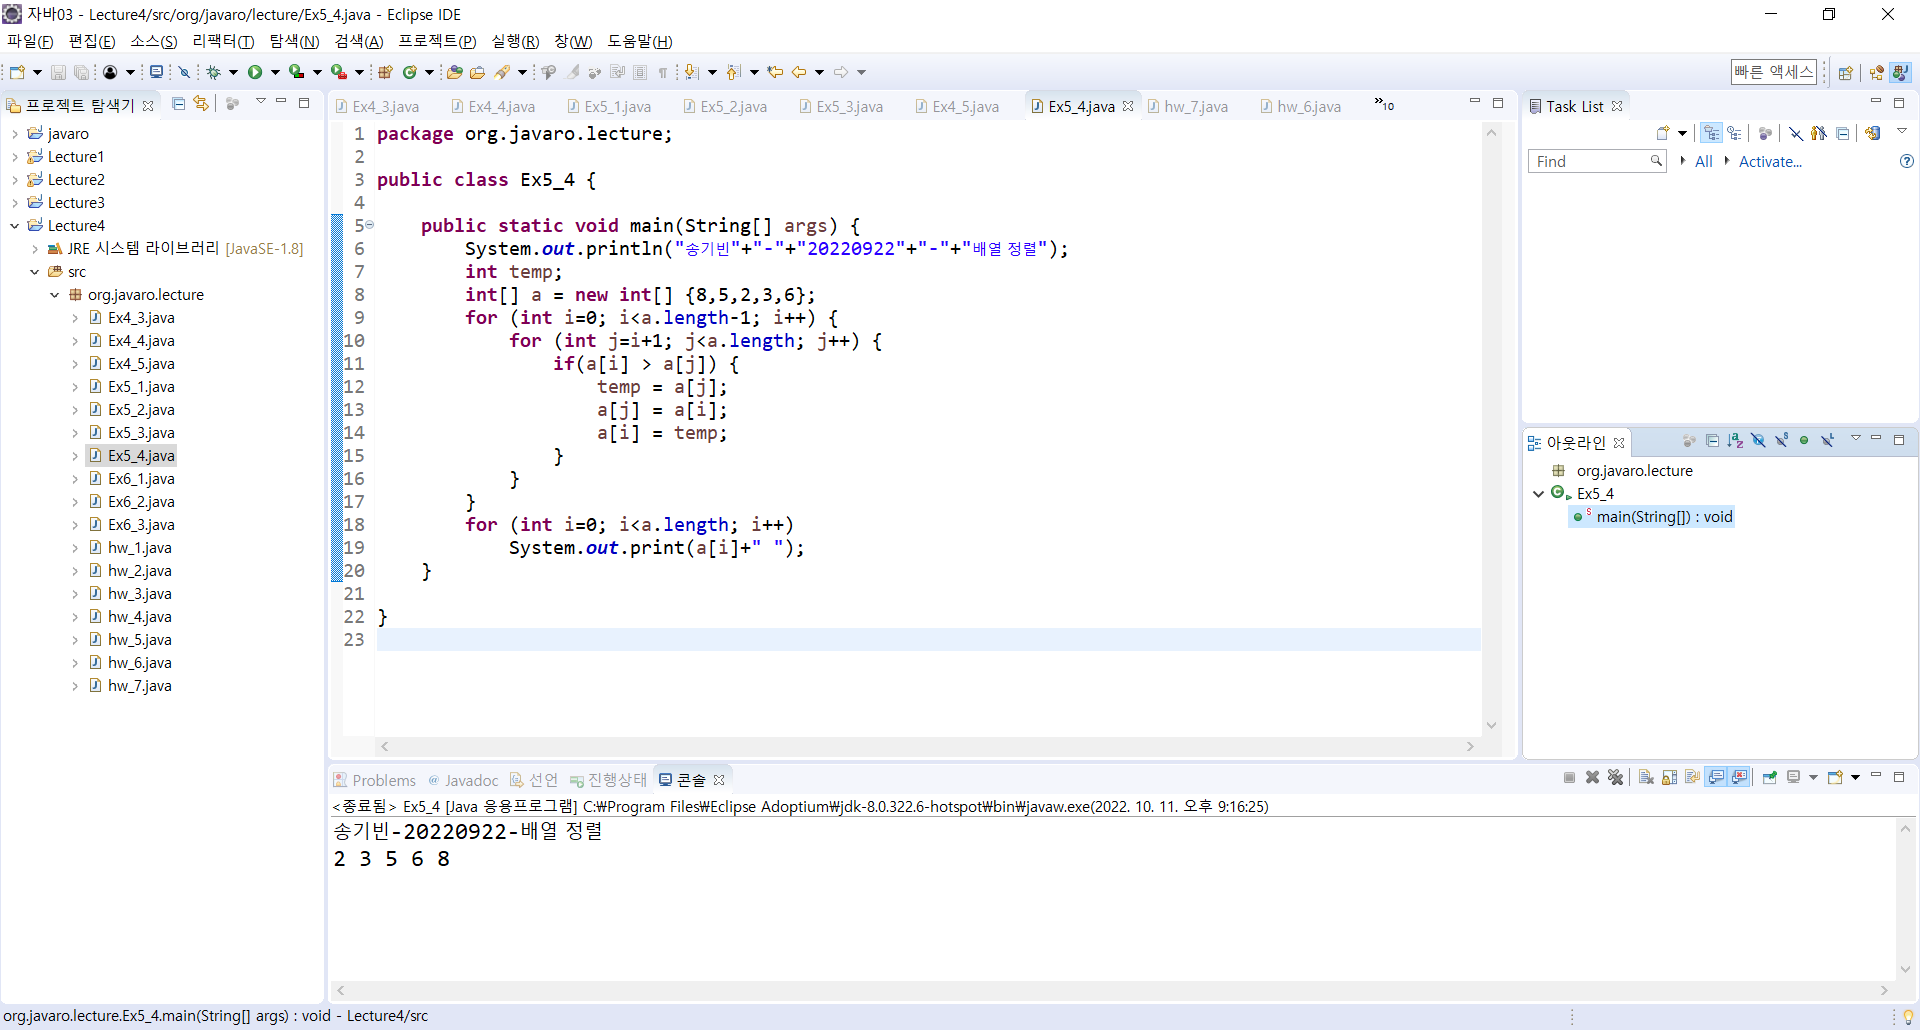 자바03 - Lecture4/src/org/javaro/lecture/Ex5_4.java - Eclipse IDE
파일(F) 편집(E) 소스(S) 리팩터(T) 탐색(N) 검색(A) 프로젝트(P) 실행(R) 창(W) 도움말(H)
빠른 액세스
프로젝트 탐색기
javaro
Lecture1
Lecture2
Lecture3
Lecture4
JRE 시스템 라이브러리 [JavaSE-1.8]
src
org.javaro.lecture
Ex4_3.java
Ex4_4.java
Ex4_5.java
Ex5_1.java
Ex5_2.java
Ex5_3.java
Ex5_4.java
Ex6_1.java
Ex6_2.java
Ex6_3.java
hw_1.java
hw_2.java
hw_3.java
hw_4.java
hw_5.java
hw_6.java
hw_7.java
Ex4_3.java Ex4_4.java Ex5_1.java Ex5_2.java Ex5_3.java Ex4_5.java Ex5_4.java hw_7.java hw_6.java »10
1 package org.javaro.lecture;
2
3 public class Ex5_4 {
4
5 public static void main(String[] args) {
6 System.out.println("송기빈"+"-"+"20220922"+"-"+"배열 정렬");
7 int temp;
8 int[] a = new int[] {8,5,2,3,6};
9 for (int i=0; i<a.length-1; i++) {
10 for (int j=i+1; j<a.length; j++) {
11 if(a[i] > a[j]) {
12 temp = a[j];
13 a[j] = a[i];
14 a[i] = temp;
15 }
16 }
17 }
18 for (int i=0; i<a.length; i++)
19 System.out.print(a[i]+" ");
20 }
21
22 }
23
Task List
Find All Activate...
아웃라인
org.javaro.lecture
Ex5_4
main(String[]) : void
Problems @ Javadoc 선언 진행상태 콘솔
<종료됨> Ex5_4 [Java 응용프로그램] C:₩Program Files₩Eclipse Adoptium₩jdk-8.0.322.6-hotspot₩bin₩javaw.exe(2022. 10. 11. 오후 9:16:25)
송기빈-20220922-배열 정렬
2 3 5 6 8
org.javaro.lecture.Ex5_4.main(String[] args) : void - Lecture4/src